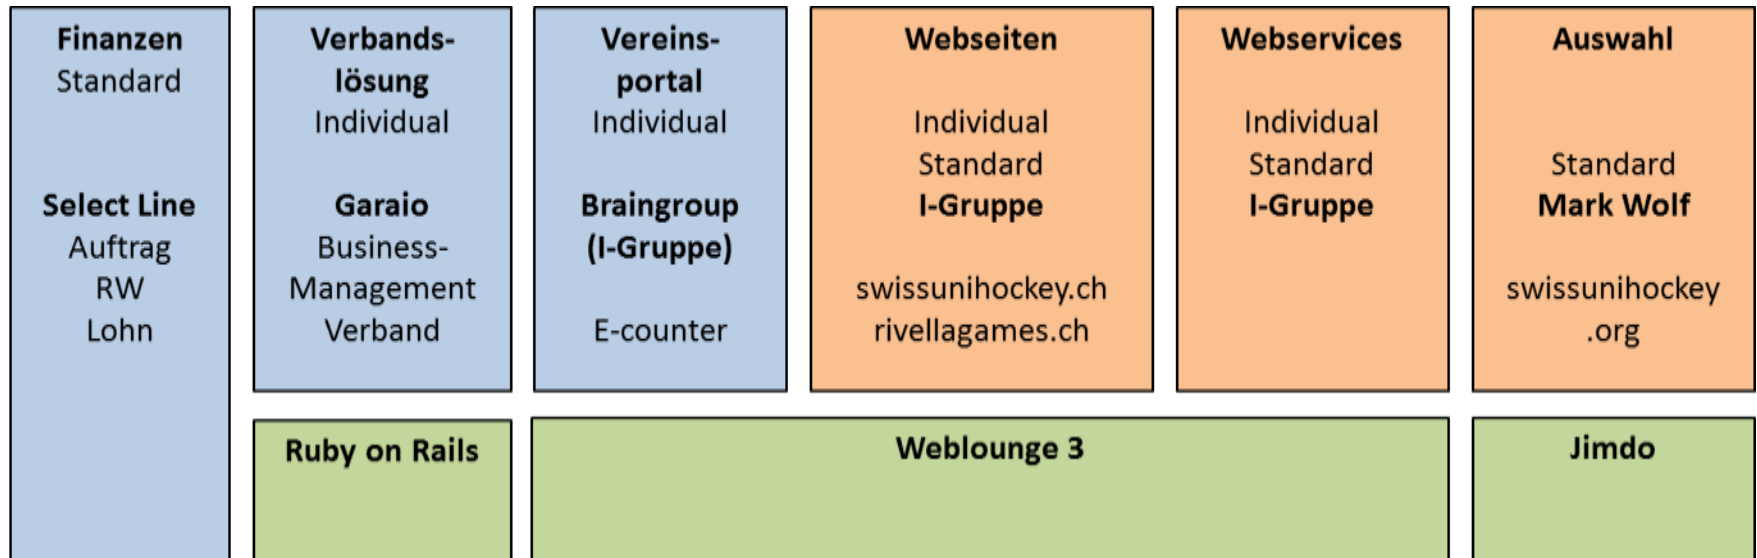 Finanzen
Standard
Select Line
Auftrag
RW
Lohn
Verbands-
lösung
Individual
Garaio
Business-
Management
Verband
Vereins-
portal
Individual
Braingroup
(I-Gruppe)
E-counter
Webseiten
Individual
Standard
I-Gruppe
swissunihockey.ch
rivellagames.ch
Webservices
Individual
Standard
I-Gruppe
Auswahl
Standard
Mark Wolf
swissunihockey
.org
Ruby on Rails
Weblounge 3
Jimdo